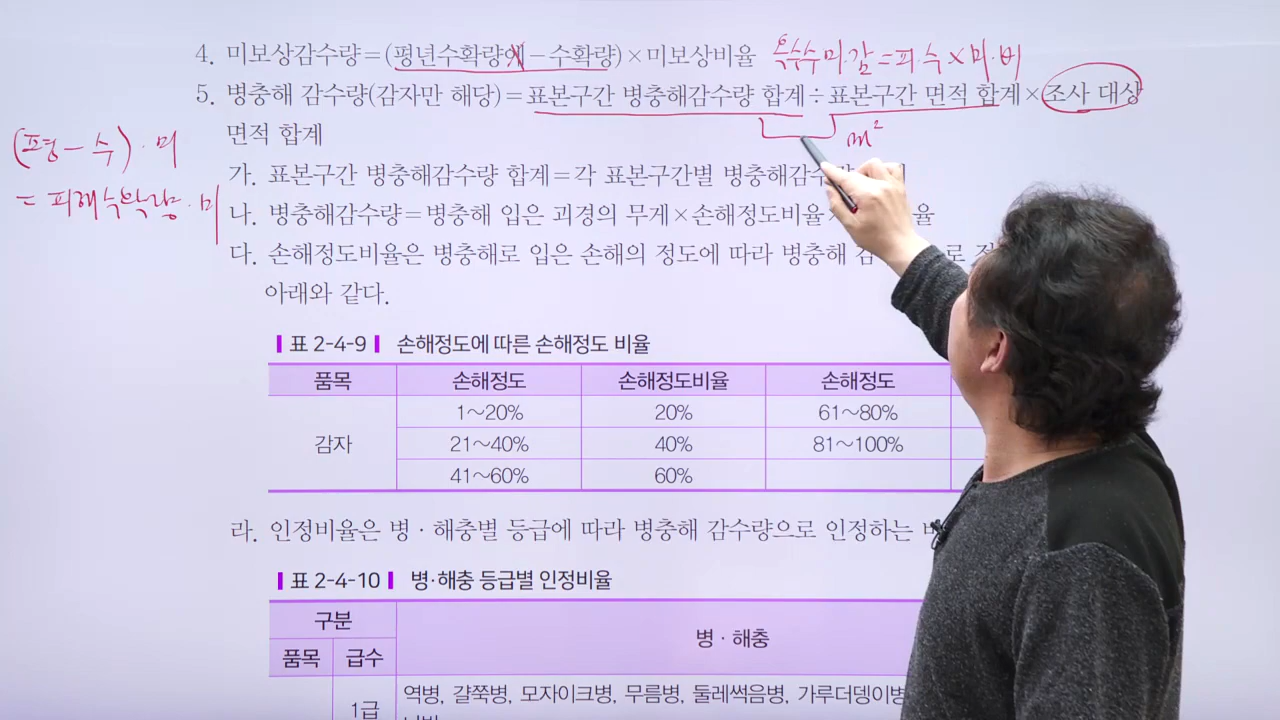 4. 미보상감수량=(평년수확량에-수확량)×미보상비율 옥수수 미·감=피·수×미·비
5. 병충해 감수량(감자만 해당)=표본구간 병충해감수량 합계÷표본구간 면적 합계×조사 대상
면적 합계
m²
(평-수)·미
=피해수확량·미
가. 표본구간 병충해감수량 합계=각 표본구간별 병충해감수
나. 병충해감수량=병충해 입은 괴경의 무게×손해정도비율×
다. 손해정도비율은 병충해로 입은 손해의 정도에 따라 병충해 감
아래와 같다.
표 2-4-9 손해정도에 따른 손해정도 비율
품목 손해정도 손해정도비율 손해정도
감자 1~20% 20% 61~80%
21~40% 40% 81~100%
41~60% 60%
라. 인정비율은 병·해충별 등급에 따라 병충해 감수량으로 인정하는
표 2-4-10 병·해충 등급별 인정비율
구분 병·해충
품목 급수
1급 역병, 걀쭉병, 모자이크병, 무름병, 둘레썩음병, 가루더뎅이병